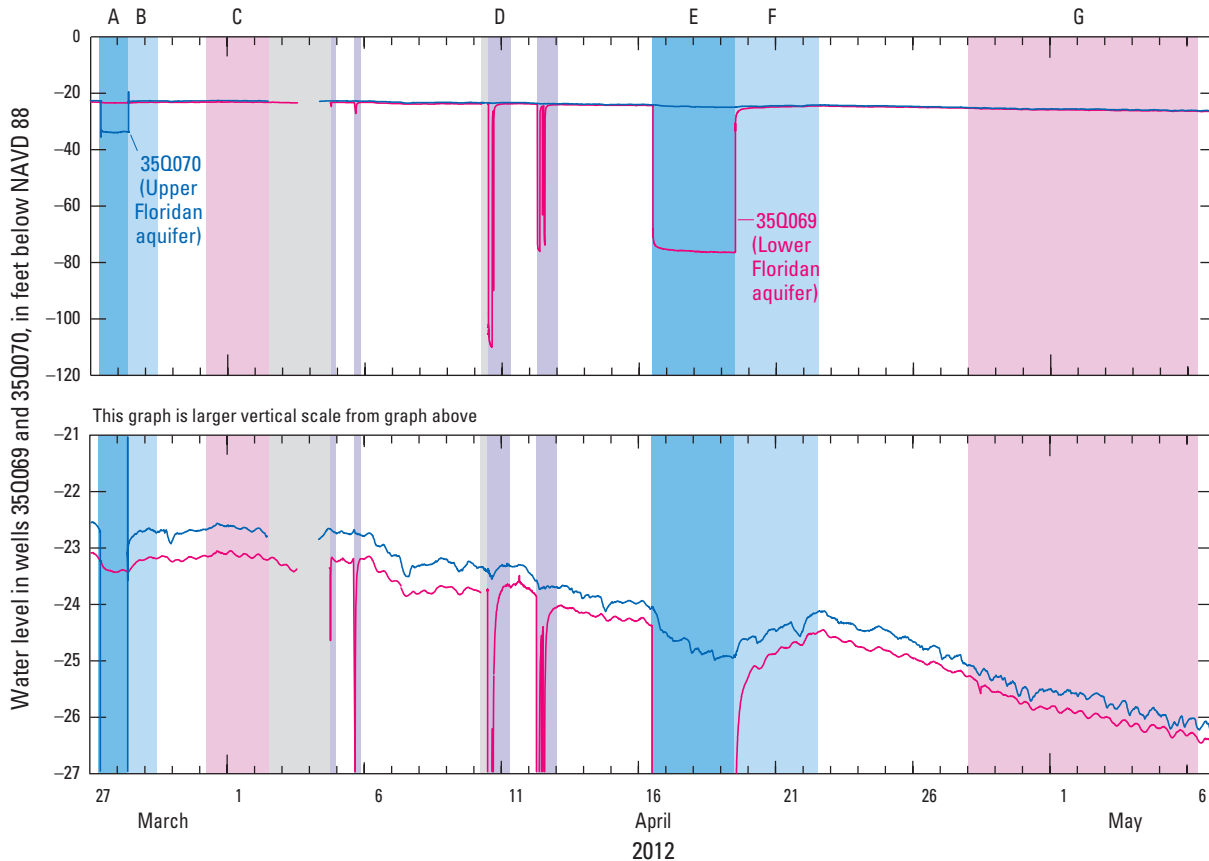 A B C D E F G
0
–20
–40
–60
–80
–100
–120
35Q070
(Upper
Floridan
aquifer)
35Q069
(Lower
Floridan
aquifer)
Water level in wells 35Q069 and 35Q070, in feet below NAVD 88
This graph is larger vertical scale from graph above
–21
–22
–23
–24
–25
–26
–27
27 1 6 11 16 21 26 1 6
March April May
2012